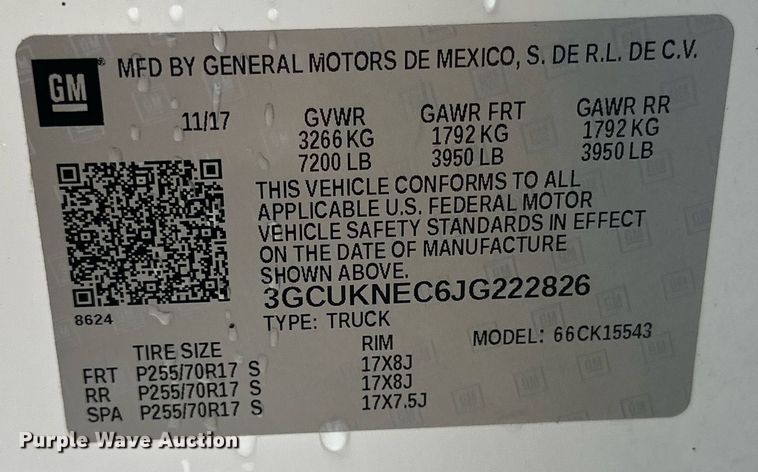 GM
MFD BY GENERAL MOTORS DE MEXICO, S. DE R.L. DE C.V.
11/17 GVWR GAWR FRT GAWR RR
3266 KG 1792 KG 1792 KG
7200 LB 3950 LB 3950 LB
THIS VEHICLE CONFORMS TO ALL
APPLICABLE U.S. FEDERAL MOTOR
VEHICLE SAFETY STANDARDS IN EFFECT
ON THE DATE OF MANUFACTURE
SHOWN ABOVE.
3GCUKNEC6JG222826
8624
TYPE: TRUCK MODEL: 66CK15543
TIRE SIZE RIM
FRT P255/70R17 S 17X8J
RR P255/70R17 S 17X8J
SPA P255/70R17 S 17X7.5J
Purple Wave Auction